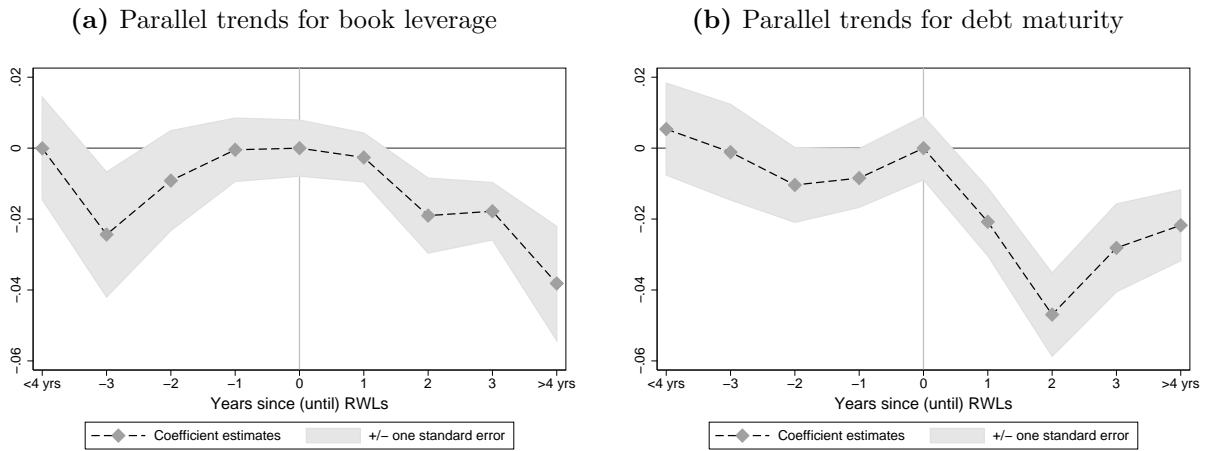 (a) Parallel trends for book leverage
.02
0
-.02
-.04
-.06
<4 yrs -3 -2 -1 0 1 2 3 >4 yrs
Years since (until) RWLs
Coefficient estimates +/- one standard error
(b) Parallel trends for debt maturity
.02
0
-.02
-.04
-.06
<4 yrs -3 -2 -1 0 1 2 3 >4 yrs
Years since (until) RWLs
Coefficient estimates +/- one standard error